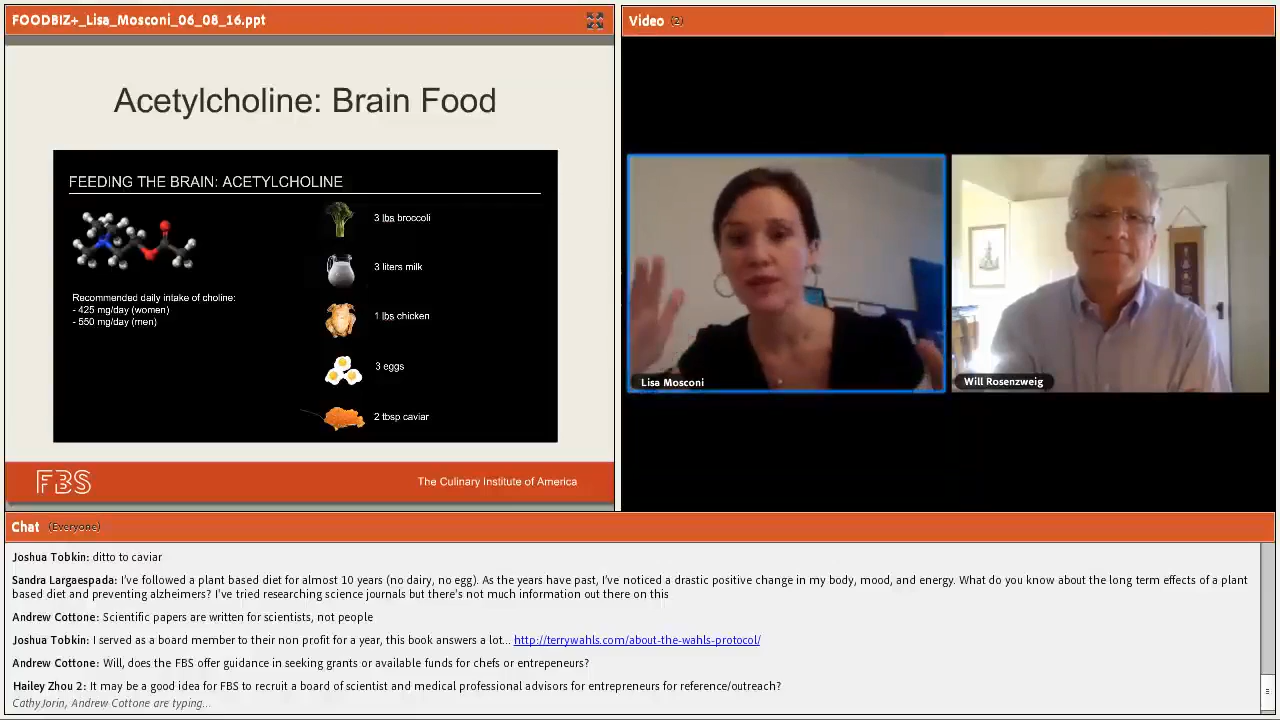 FOODBIZ+_Lisa_Mosconi_06_08_16.ppt
Acetylcholine: Brain Food
FEEDING THE BRAIN: ACETYLCHOLINE
Recommended daily intake of choline:
- 425 mg/day (women)
- 550 mg/day (men)
3 lbs broccoli
3 liters milk
1 lbs chicken
3 eggs
2 tbsp caviar
FBS
The Culinary Institute of America
Video (2)
Lisa Mosconi
Will Rosenzweig
Chat (Everyone)
Joshua Tobkin: ditto to caviar
Sandra Largaespada: I've followed a plant based diet for almost 10 years (no dairy, no egg). As the years have past, I've noticed a drastic positive change in my body, mood, and energy. What do you know about the long term effects of a plant
based diet and preventing alzheimers? I've tried researching science journals but there's not much information out there on this
Andrew Cottone: Scientific papers are written for scientists, not people
Joshua Tobkin: I served as a board member to their non profit for a year, this book answers a lot... http://terrywahls.com/about-the-wahls-protocol/
Andrew Cottone: Will, does the FBS offer guidance in seeking grants or available funds for chefs or entrepeneurs?
Hailey Zhou 2: It may be a good idea for FBS to recruit a board of scientist and medical professional advisors for entrepreneurs for reference/outreach?
CathyJorin, Andrew Cottone are typing...